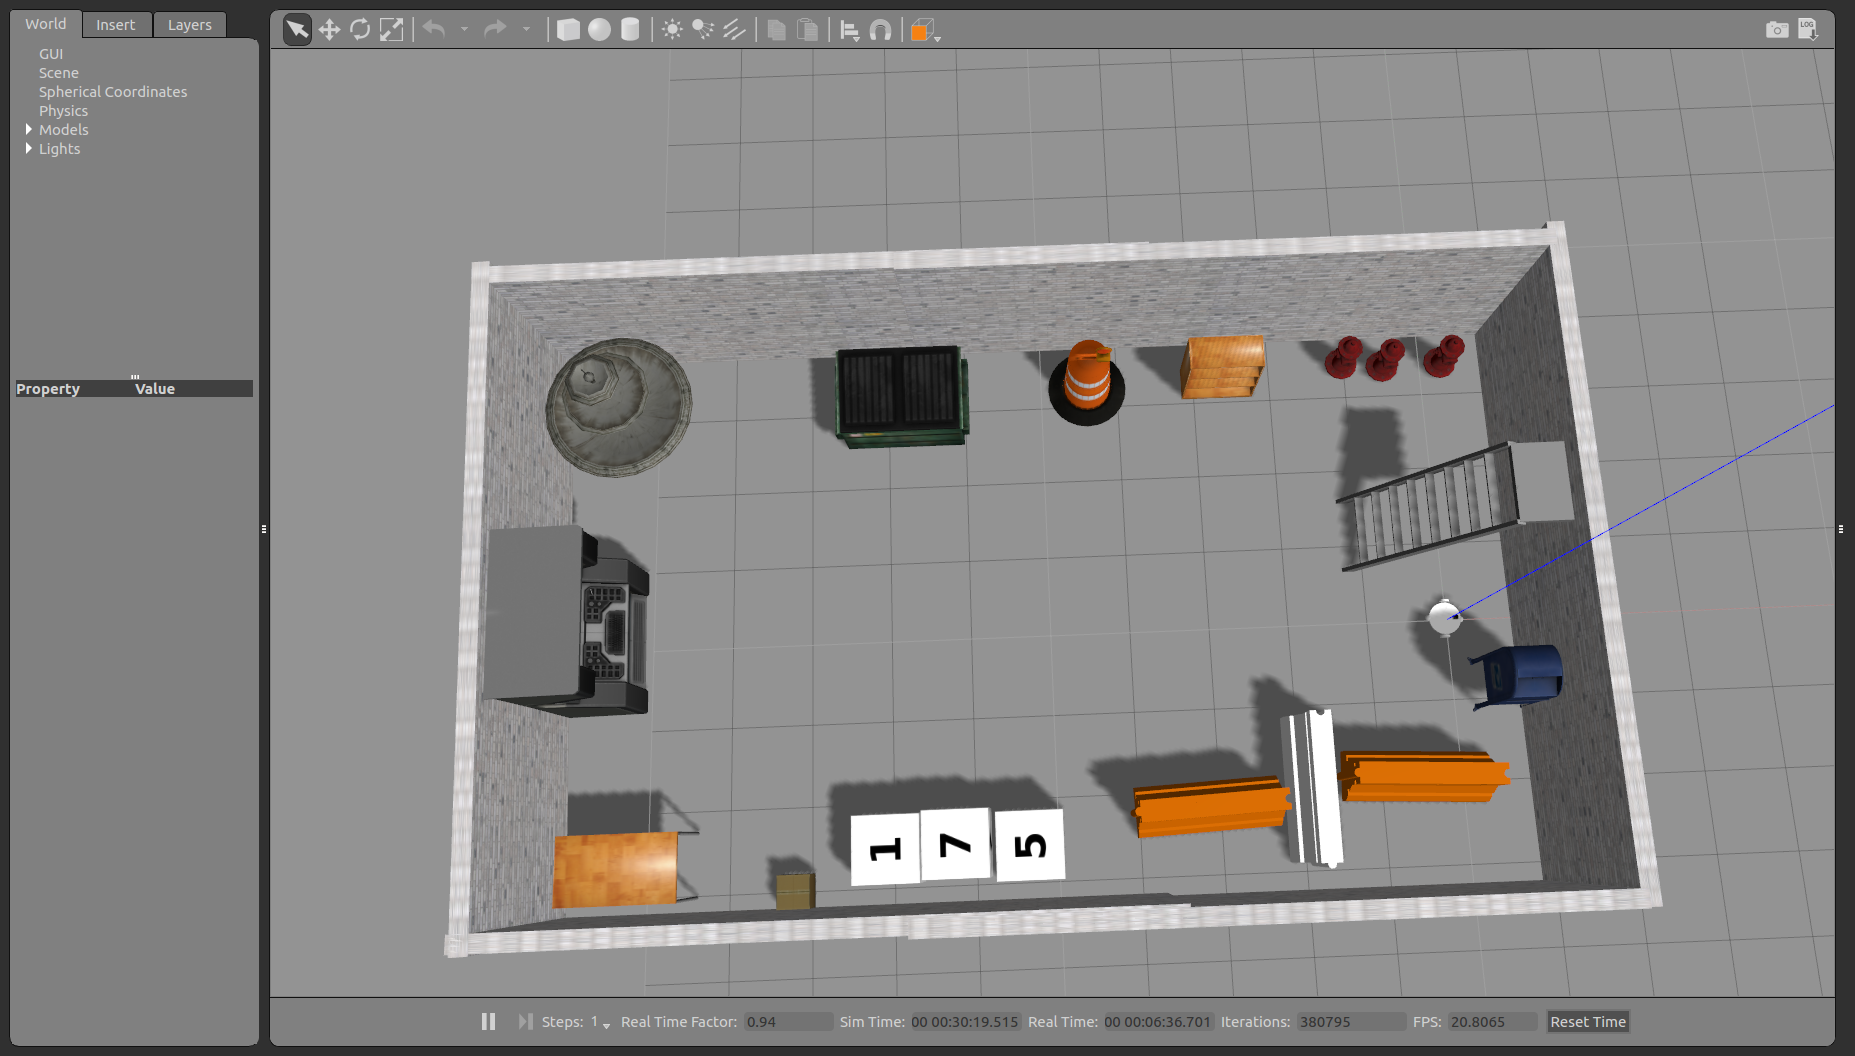 World Insert Layers
GUI
Scene
Spherical Coordinates
Physics
Models
Lights
Property Value
LOG
1 7 5
Steps: 1 Real Time Factor: 0.94 Sim Time: 00 00:30:19.515 Real Time: 00 00:06:36.701 Iterations: 380795 FPS: 20.8065 Reset Time